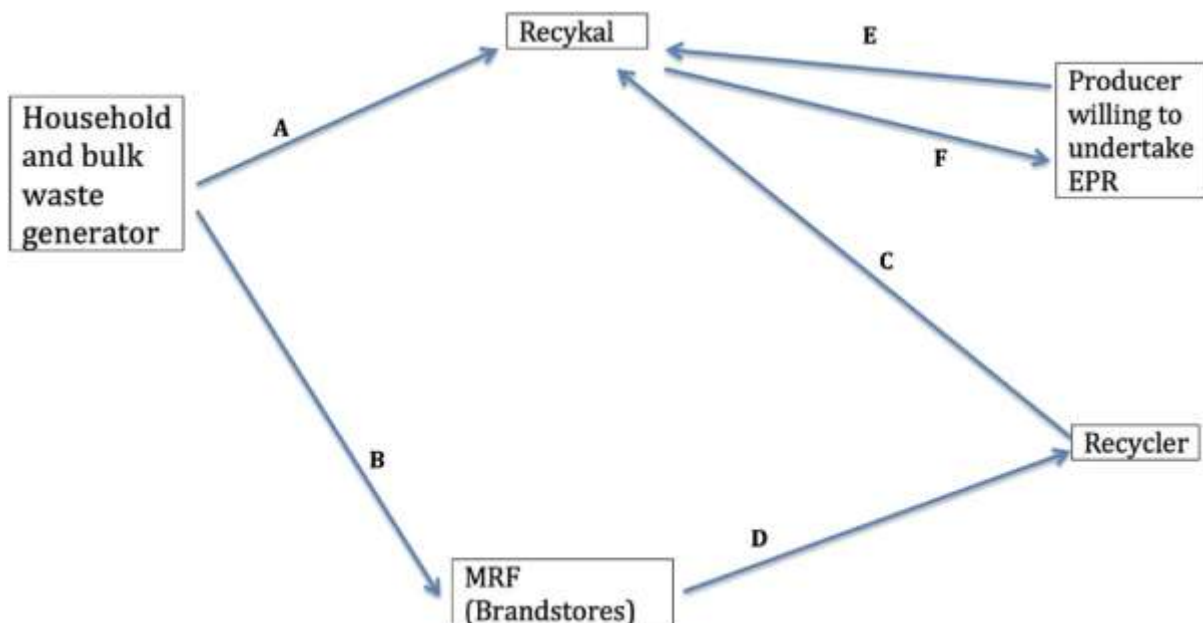 Recykal
E
Producer
willing to
undertake
EPR
Household
and bulk
waste
generator
A
F
C
B
Recycler
D
MRF
(Brandstores)